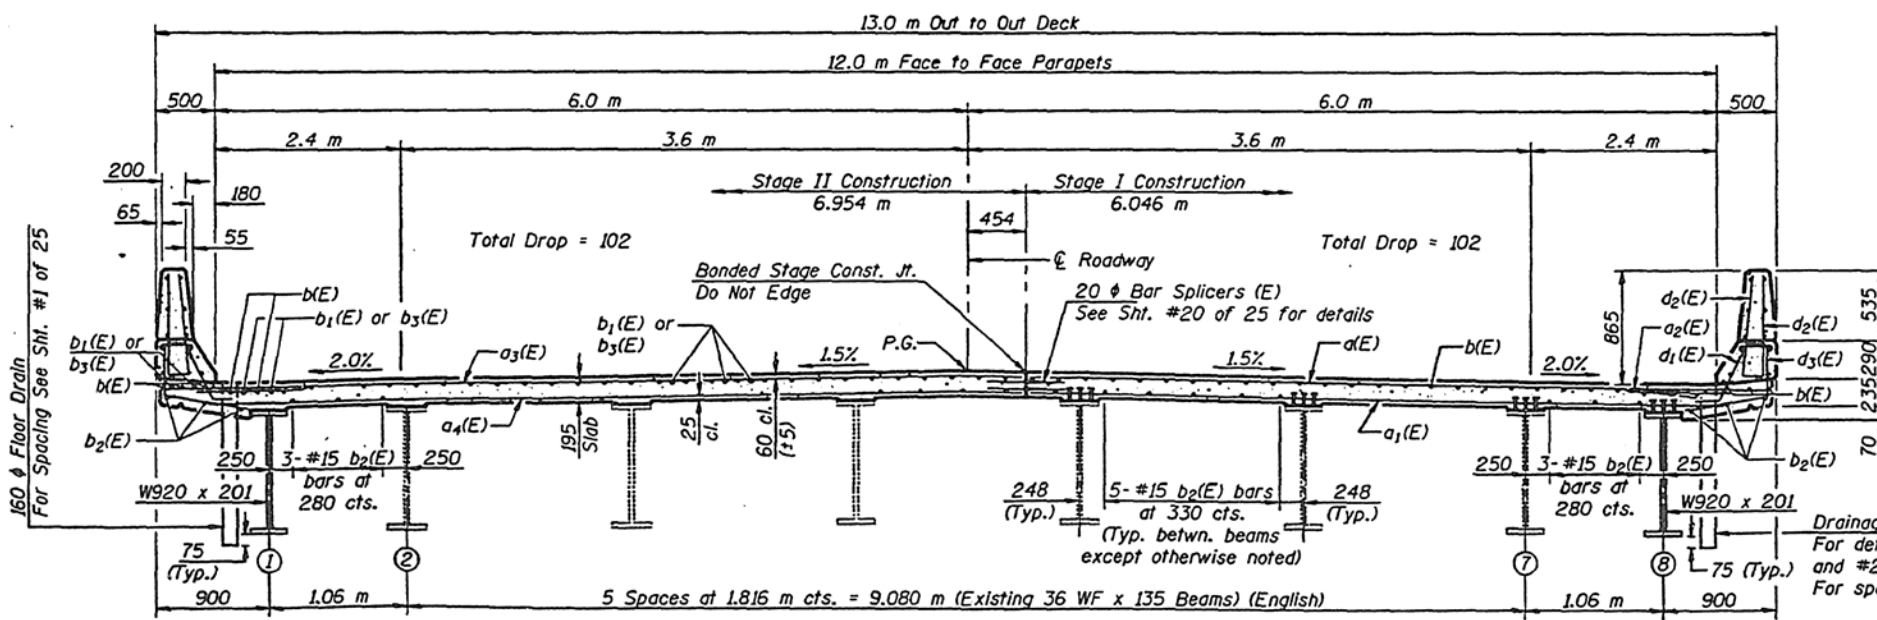 13.0 m Out to Out Deck
12.0 m Face to Face Parapets
500
6.0 m
6.0 m
500
2.4 m
3.6 m
3.6 m
2.4 m
200
180
65
55
Stage II Construction
6.954 m
Stage I Construction
6.046 m
454
Total Drop = 102
Total Drop = 102
℄ Roadway
Bonded Stage Const. Jt.
Do Not Edge
20 ϕ Bar Splicers (E)
See Sht. #20 of 25 for details
160 ϕ Floor Drain
For Spacing See Sht. #1 of 25
b(E)
b₁(E) or b₃(E)
b₁(E) or
b₃(E)
b(E)
b₂(E)
2.0%
a₃(E)
a₄(E)
b₁(E) or
b₃(E)
1.5%
P.G.
195
Slab
25
cl.
60 cl.
(±5)
1.5%
a(E)
b(E)
2.0%
a₁(E)
865
d₂(E)
a₂(E)
d₁(E)
d₂(E)
d₃(E)
b(E)
b₂(E)
535
290
235
70
250
3-#15 b₂(E)
bars at
280 cts.
250
W920 x 201
75
(Typ.)
248
(Typ.)
5-#15 b₂(E) bars
at 330 cts.
(Typ. betwn. beams
except otherwise noted)
248
(Typ.)
250
3-#15 b₂(E)
bars at
280 cts.
250
W920 x 201
75 (Typ.)
Drainag
For det
and #2
For spa
1
2
7
8
900
1.06 m
5 Spaces at 1.816 m cts. = 9.080 m (Existing 36 WF x 135 Beams) (English)
1.06 m
900